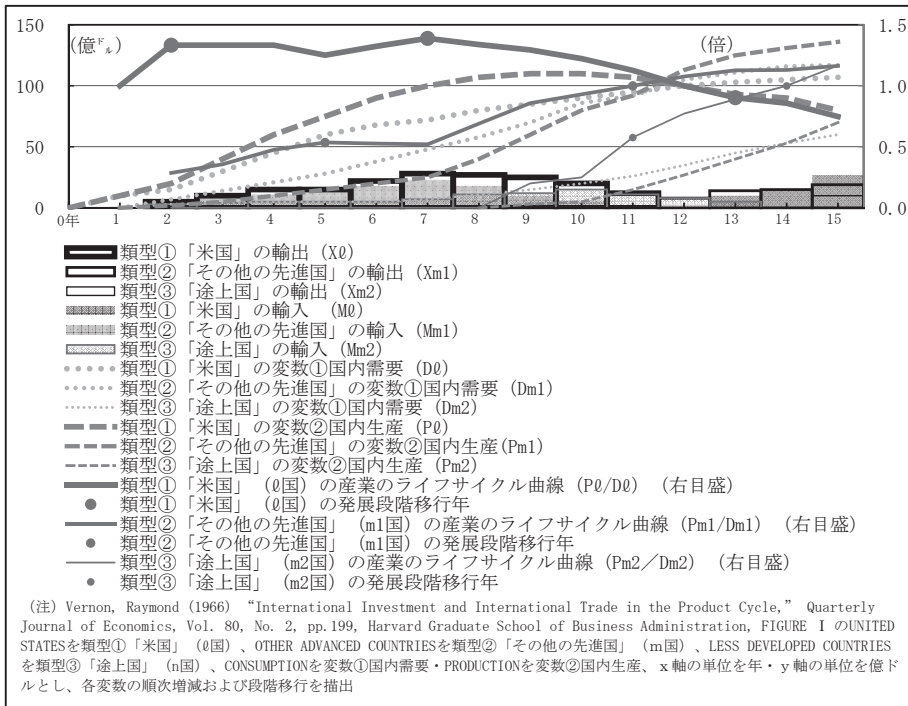 150
(億ドル)
(倍)
1.5
100
1.0
50
0.5
0
0.0
0年 1 2 3 4 5 6 7 8 9 10 11 12 13 14 15
類型①「米国」の輸出(Xℓ)
類型②「その他の先進国」の輸出(Xm1)
類型③「途上国」の輸出(Xm2)
類型①「米国」の輸入 (Mℓ)
類型②「その他の先進国」の輸入(Mm1)
類型③「途上国」の輸入(Mm2)
類型①「米国」の変数①国内需要(Dℓ)
類型②「その他の先進国」の変数①国内需要(Dm1)
類型③「途上国」の変数①国内需要(Dm2)
類型①「米国」の変数②国内生産(Pℓ)
類型②「その他の先進国」の変数②国内生産(Pm1)
類型③「途上国」の変数②国内生産(Pm2)
類型①「米国」(ℓ国)の産業のライフサイクル曲線(Pℓ/Dℓ)(右目盛)
類型①「米国」(ℓ国)の発展段階移行年
類型②「その他の先進国」(m1国)の産業のライフサイクル曲線(Pm1/Dm1)(右目盛)
類型②「その他の先進国」(m1国)の発展段階移行年
類型③「途上国」(m2国)の産業のライフサイクル曲線(Pm2/Dm2)(右目盛)
類型③「途上国」(m2国)の発展段階移行年
(注) Vernon, Raymond (1966) “International Investment and International Trade in the Product Cycle,” Quarterly
Journal of Economics, Vol. 80, No. 2, pp.199, Harvard Graduate School of Business Administration, FIGURE I のUNITED
STATESを類型①「米国」(ℓ国)、OTHER ADVANCED COUNTRIESを類型②「その他の先進国」(m国)、LESS DEVELOPED COUNTRIES
を類型③「途上国」(n国)、CONSUMPTIONを変数①国内需要・PRODUCTIONを変数②国内生産、x軸の単位を年・y軸の単位を億ド
ルとし、各変数の順次増減および段階移行を描出